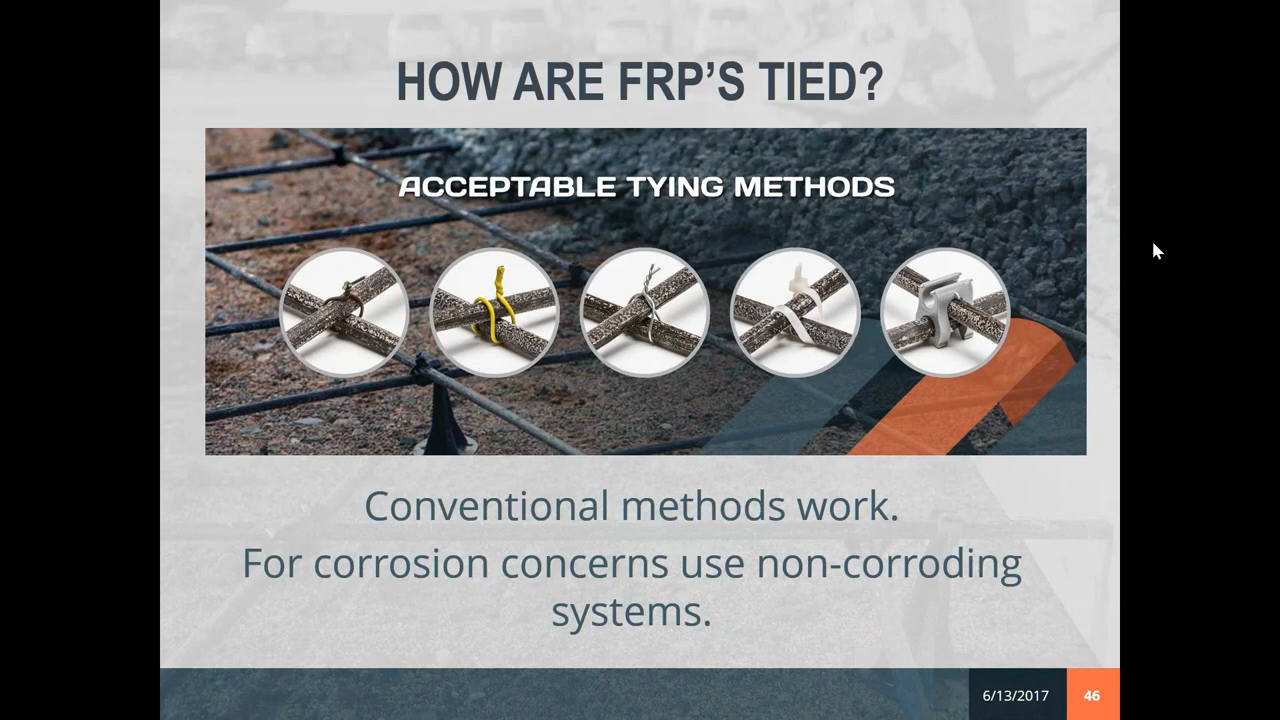 HOW ARE FRP’S TIED?
ACCEPTABLE TYING METHODS
Conventional methods work.
For corrosion concerns use non-corroding
systems.
6/13/2017
46